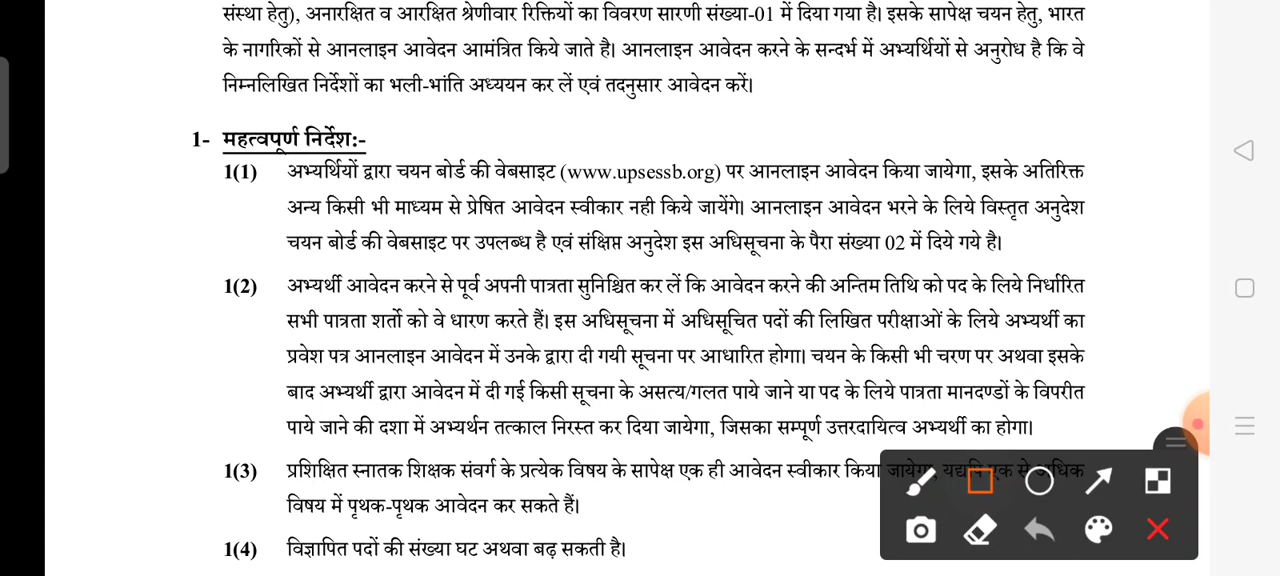 संस्था हेतु), अनारक्षित व आरक्षित श्रेणीवार रिक्तियों का विवरण सारणी संख्या-01 में दिया गया है। इसके सापेक्ष चयन हेतु, भारत
के नागरिकों से आनलाइन आवेदन आमंत्रित किये जाते है। आनलाइन आवेदन करने के सन्दर्भ में अभ्यर्थियों से अनुरोध है कि वे
निम्नलिखित निर्देशों का भली-भांति अध्ययन कर लें एवं तदनुसार आवेदन करें।
1- महत्वपूर्ण निर्देश:-
1(1) अभ्यर्थियों द्वारा चयन बोर्ड की वेबसाइट (www.upsessb.org) पर आनलाइन आवेदन किया जायेगा, इसके अतिरिक्त
अन्य किसी भी माध्यम से प्रेषित आवेदन स्वीकार नही किये जायेंगे। आनलाइन आवेदन भरने के लिये विस्तृत अनुदेश
चयन बोर्ड की वेबसाइट पर उपलब्ध है एवं संक्षिप्त अनुदेश इस अधिसूचना के पैरा संख्या 02 में दिये गये है।
1(2) अभ्यर्थी आवेदन करने से पूर्व अपनी पात्रता सुनिश्चित कर लें कि आवेदन करने की अन्तिम तिथि को पद के लिये निर्धारित
सभी पात्रता शर्तो को वे धारण करते हैं। इस अधिसूचना में अधिसूचित पदों की लिखित परीक्षाओं के लिये अभ्यर्थी का
प्रवेश पत्र आनलाइन आवेदन में उनके द्वारा दी गयी सूचना पर आधारित होगा। चयन के किसी भी चरण पर अथवा इसके
बाद अभ्यर्थी द्वारा आवेदन में दी गई किसी सूचना के असत्य/गलत पाये जाने या पद के लिये पात्रता मानदण्डों के विपरीत
पाये जाने की दशा में अभ्यर्थन तत्काल निरस्त कर दिया जायेगा, जिसका सम्पूर्ण उत्तरदायित्व अभ्यर्थी का होगा।
1(3) प्रशिक्षित स्नातक शिक्षक संवर्ग के प्रत्येक विषय के सापेक्ष एक ही आवेदन स्वीकार किया जायेगा, यद्यपि एक से अधिक
विषय में पृथक-पृथक आवेदन कर सकते हैं।
1(4) विज्ञापित पदों की संख्या घट अथवा बढ़ सकती है।